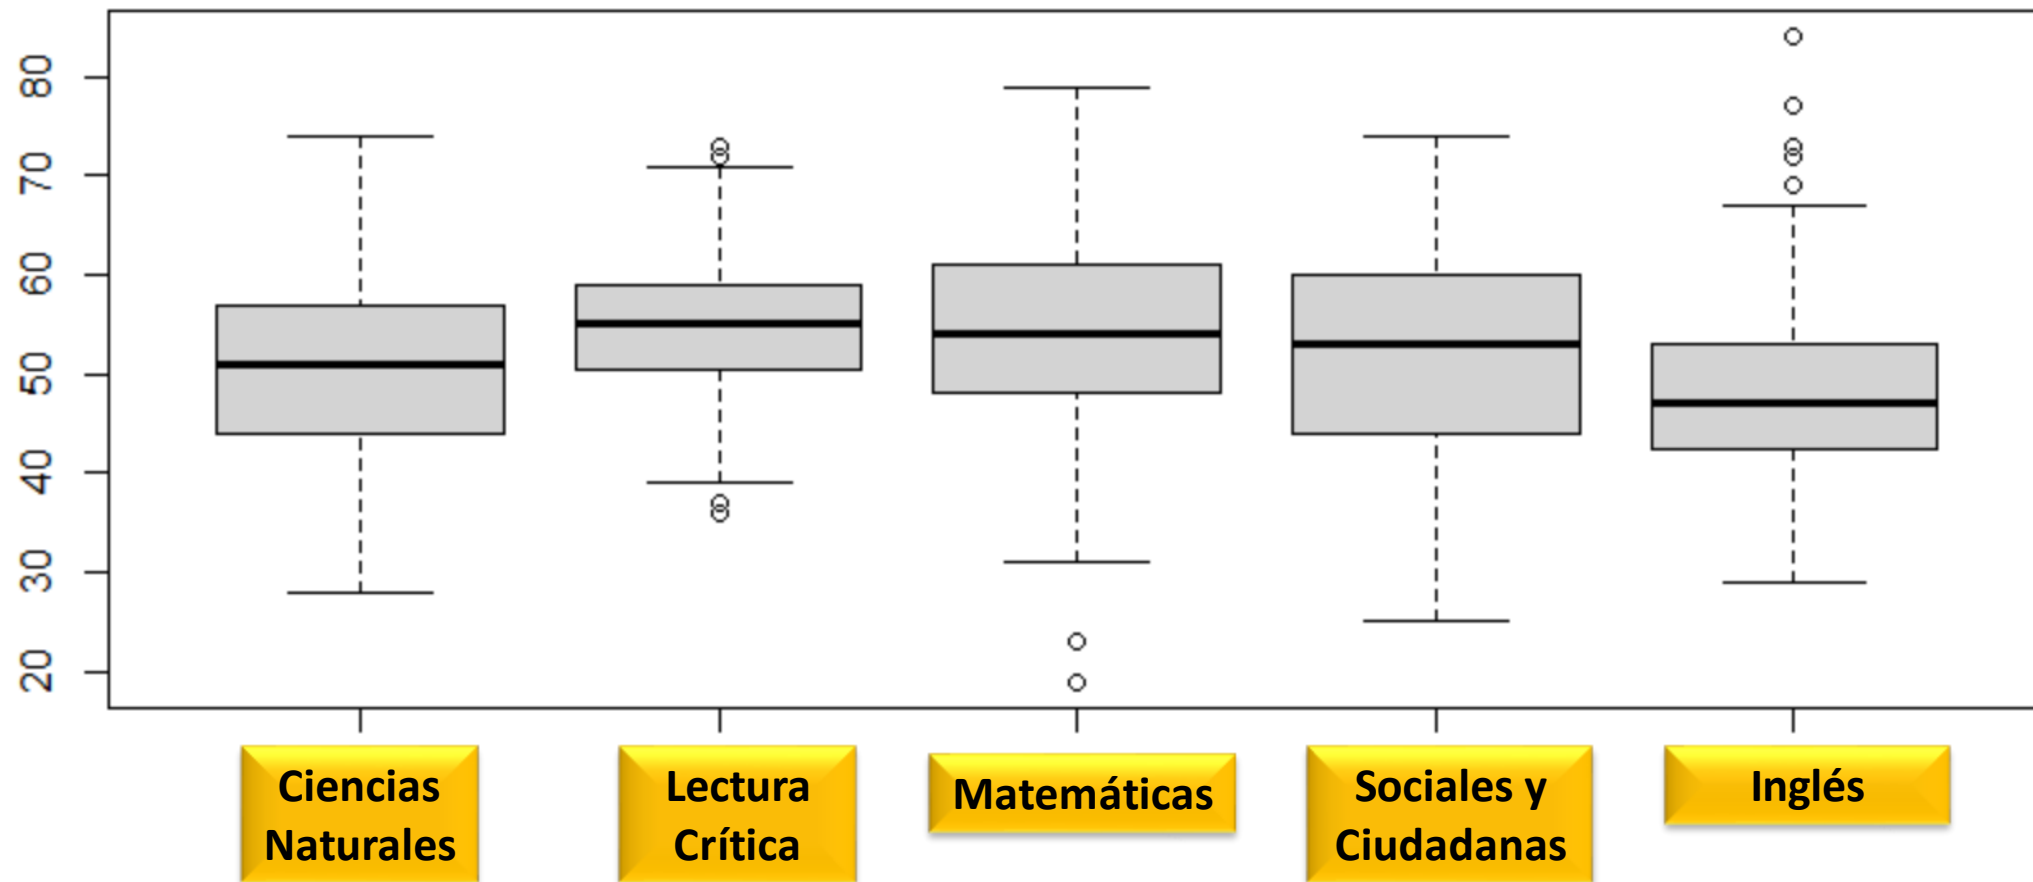 80
70
60
50
40
30
20
Ciencias
Naturales
Lectura
Crítica
Matemáticas
Sociales y
Ciudadanas
Inglés